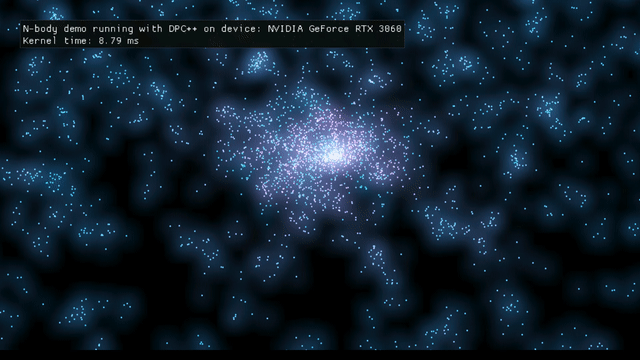 N-body demo running with DPC++ on device: NVIDIA GeForce RTX 3060
Kernel time: 8.79 ms